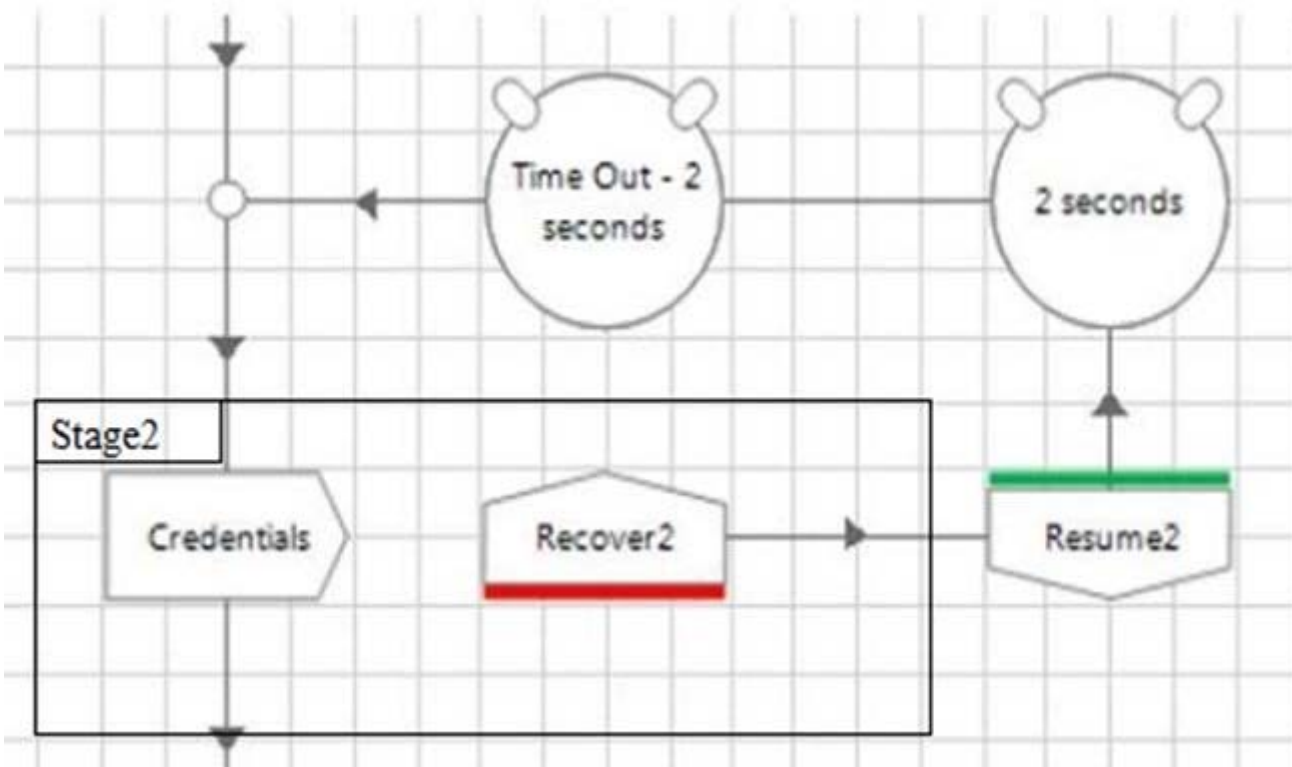 Time Out - 2
seconds
2 seconds
Stage2
Credentials
Recover2
Resume2